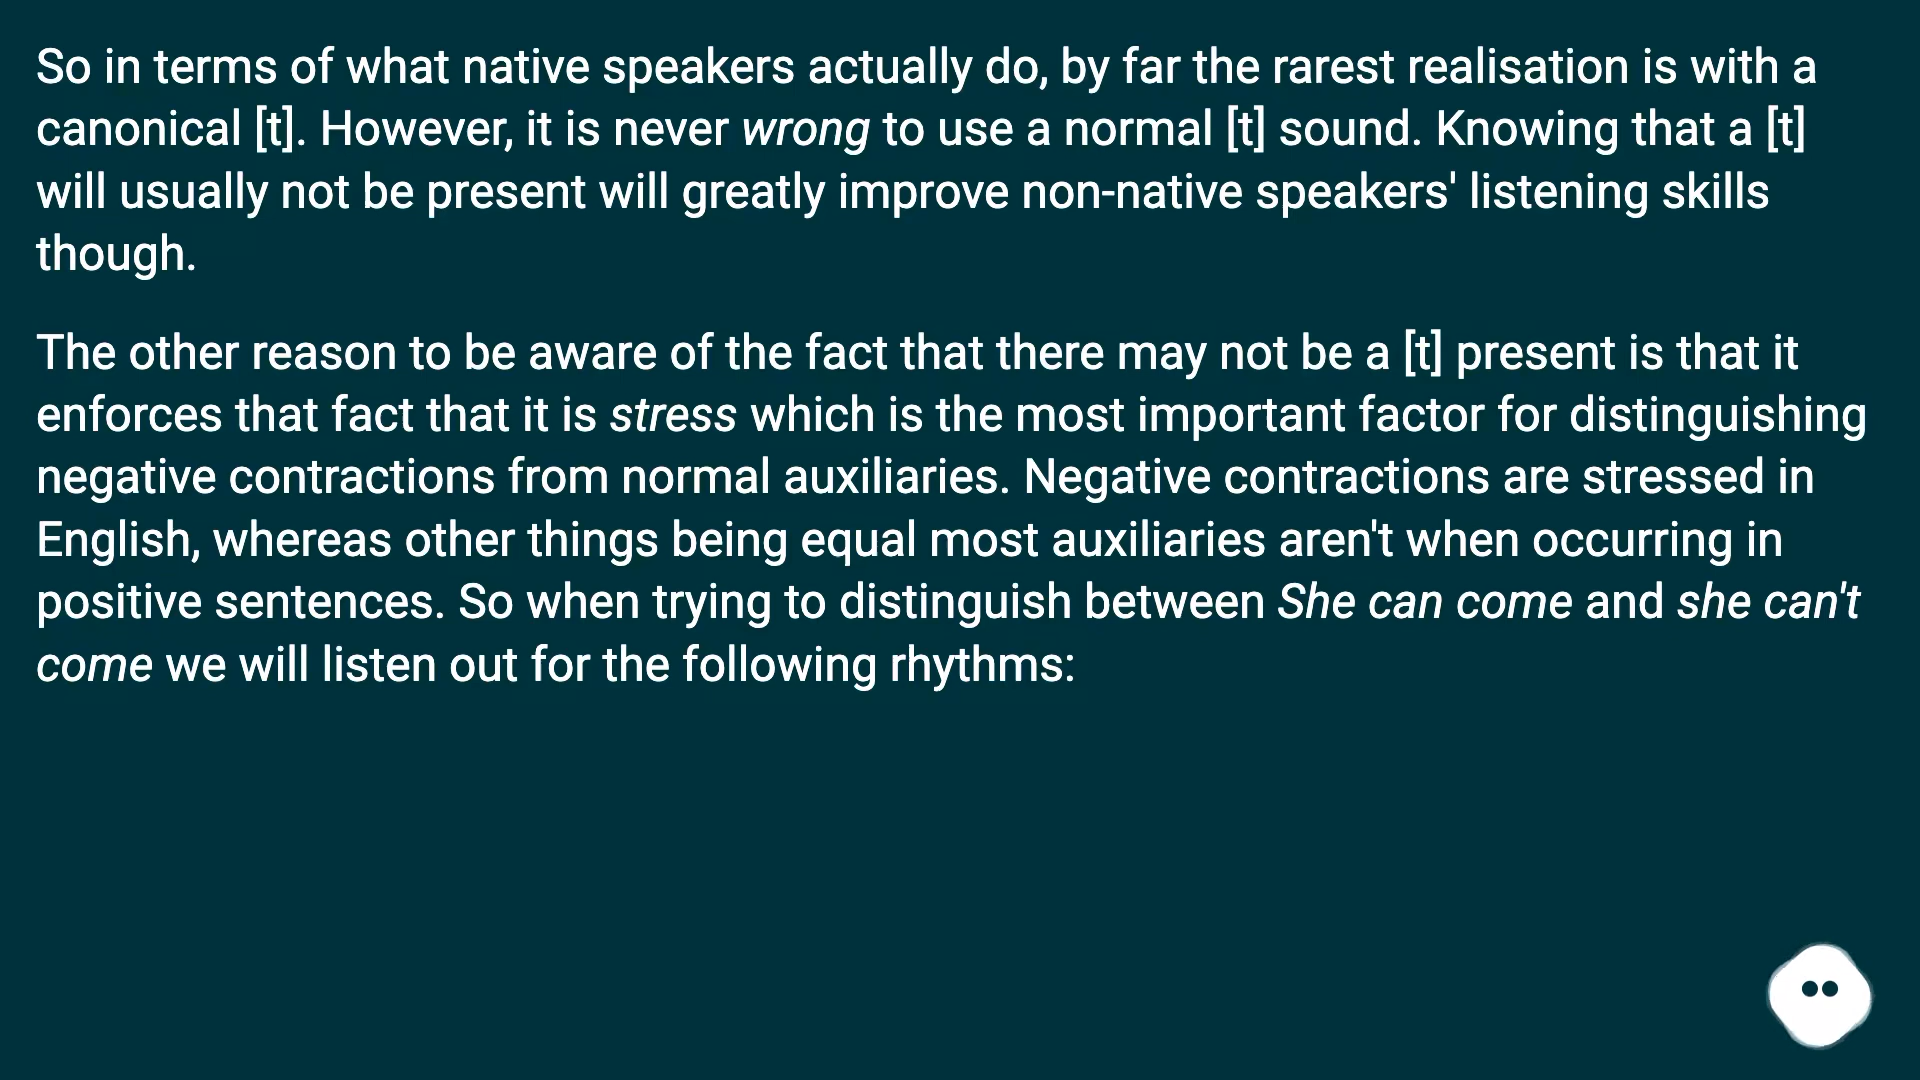 So in terms of what native speakers actually do, by far the rarest realisation is with a
canonical [t]. However, it is never wrong to use a normal [t] sound. Knowing that a [t]
will usually not be present will greatly improve non-native speakers' listening skills
though.
The other reason to be aware of the fact that there may not be a [t] present is that it
enforces that fact that it is stress which is the most important factor for distinguishing
negative contractions from normal auxiliaries. Negative contractions are stressed in
English, whereas other things being equal most auxiliaries aren't when occurring in
positive sentences. So when trying to distinguish between She can come and she can't
come we will listen out for the following rhythms: